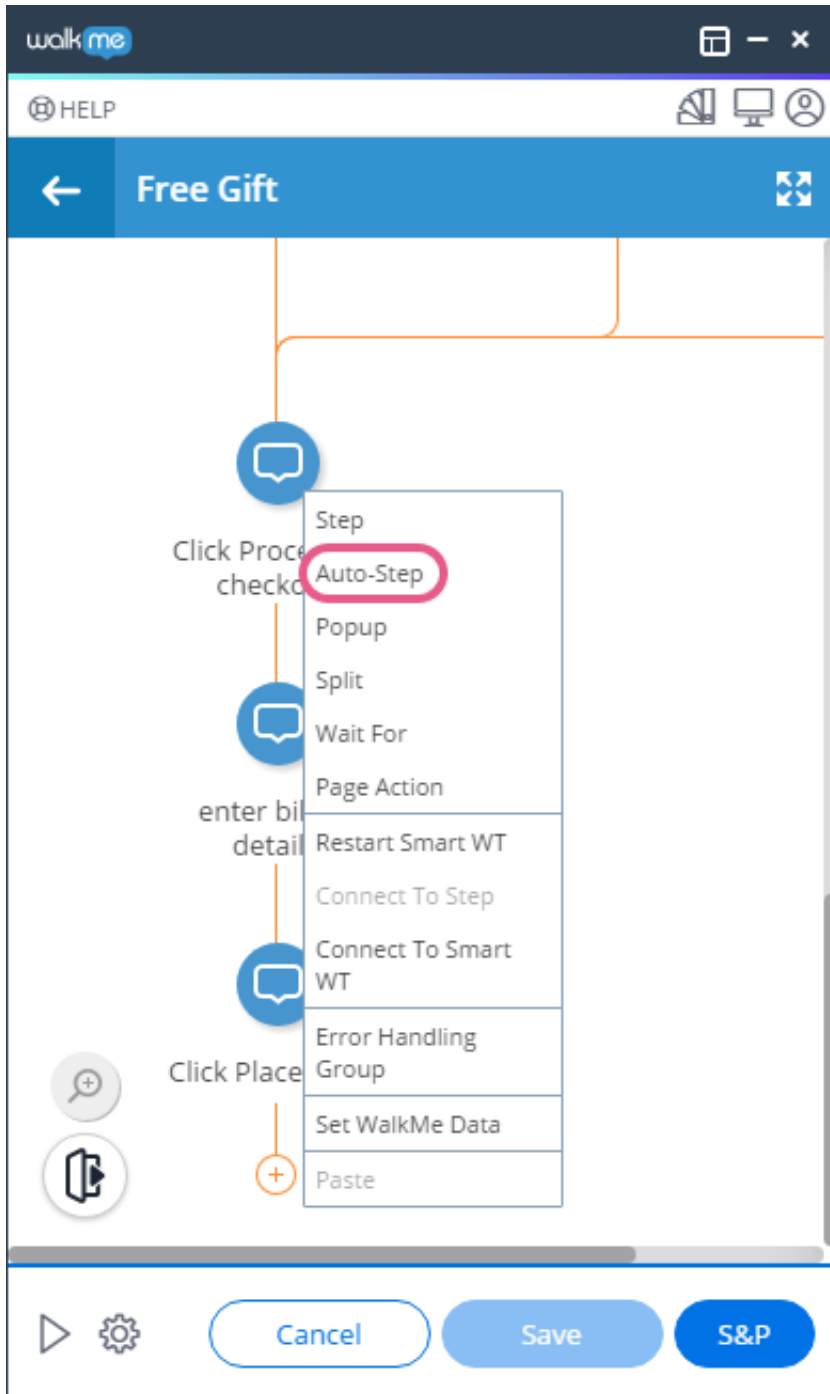 walkme
HELP
Free Gift
Click Proce
checko
enter bil
detail
Click Place
Step
Auto-Step
Popup
Split
Wait For
Page Action
Restart Smart WT
Connect To Step
Connect To Smart
WT
Error Handling
Group
Set WalkMe Data
Paste
Cancel
Save
S&P